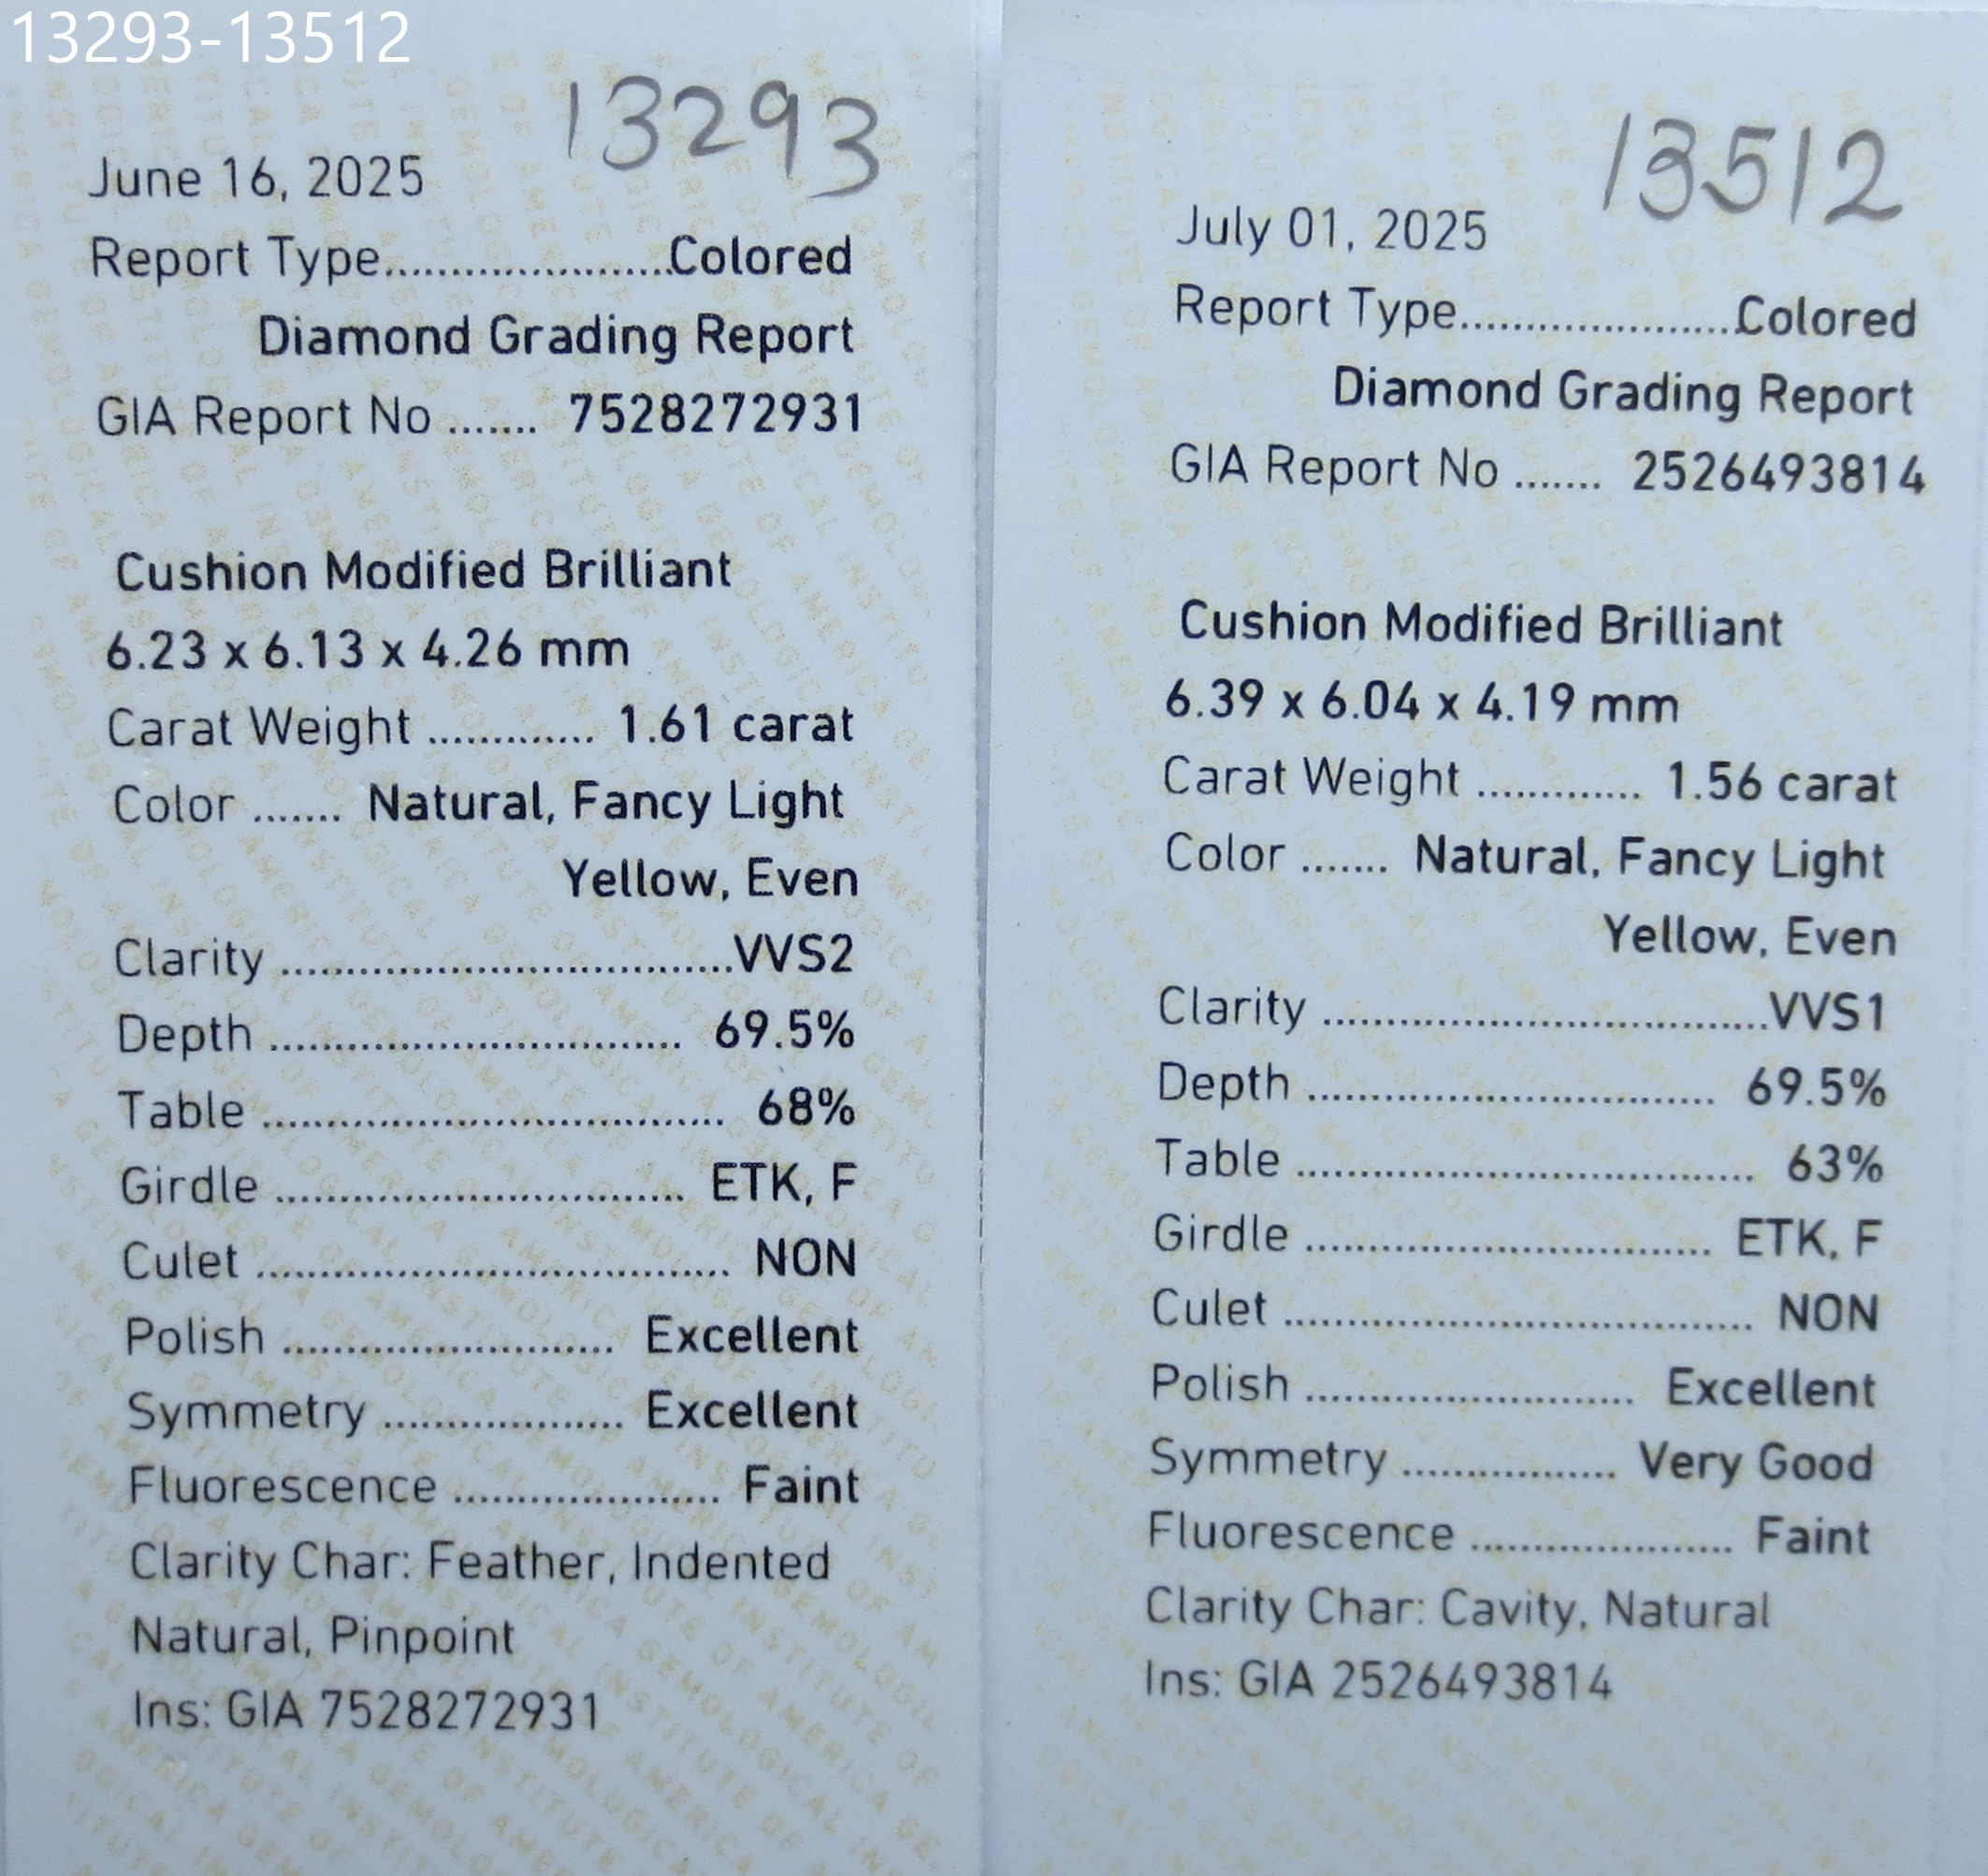 13293-13512
13293
June 16, 2025
Report Type......................Colored
Diamond Grading Report
GIA Report No ....... 7528272931
Cushion Modified Brilliant
6.23 x 6.13 x 4.26 mm
Carat Weight ............. 1.61 carat
Color ....... Natural, Fancy Light
Yellow, Even
Clarity ...................................VVS2
Depth ................................ 69.5%
Table .................................... 68%
Girdle ................................ ETK, F
Culet ..................................... NON
Polish .......................... Excellent
Symmetry ................... Excellent
Fluorescence ..................... Faint
Clarity Char: Feather, Indented
Natural, Pinpoint
Ins: GIA 7528272931
13512
July 01, 2025
Report Type.....................Colored
Diamond Grading Report
GIA Report No ....... 2526493814
Cushion Modified Brilliant
6.39 x 6.04 x 4.19 mm
Carat Weight ............. 1.56 carat
Color ....... Natural, Fancy Light
Yellow, Even
Clarity ...................................VVS1
Depth ................................ 69.5%
Table .................................... 63%
Girdle ................................ ETK, F
Culet ..................................... NON
Polish .......................... Excellent
Symmetry ................. Very Good
Fluorescence ..................... Faint
Clarity Char: Cavity, Natural
Ins: GIA 2526493814